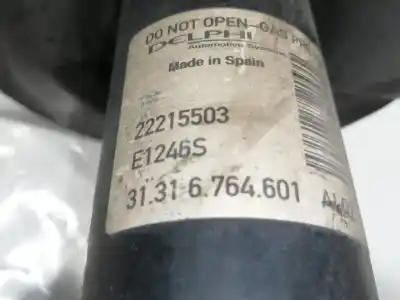 DO NOT OPEN-GAS
DELPHI
Automotive Systems
Made in Spain
22215503
E1246S
31.31 6.764.601